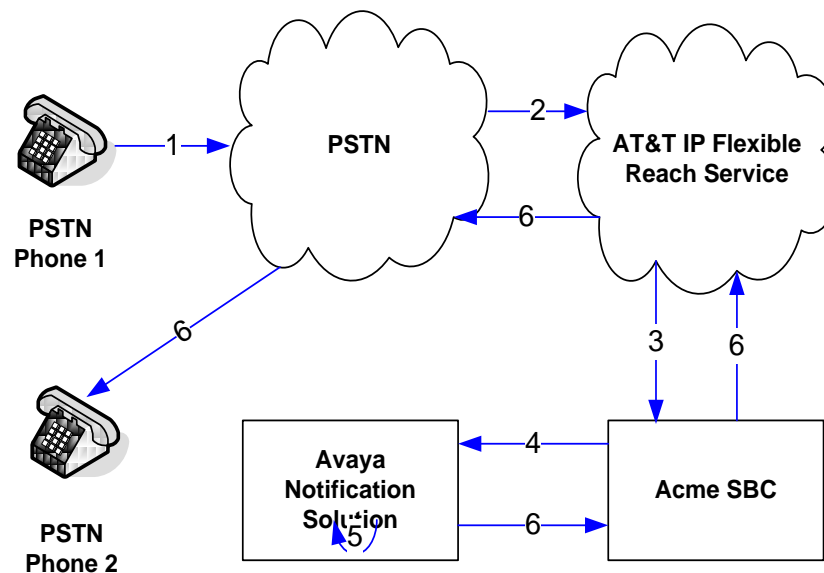 1
PSTN
2
AT&T IP Flexible
Reach Service
PSTN
Phone 1
6
6
3
6
PSTN
Phone 2
Avaya
Notification
Solution
5
4
6
Acme SBC